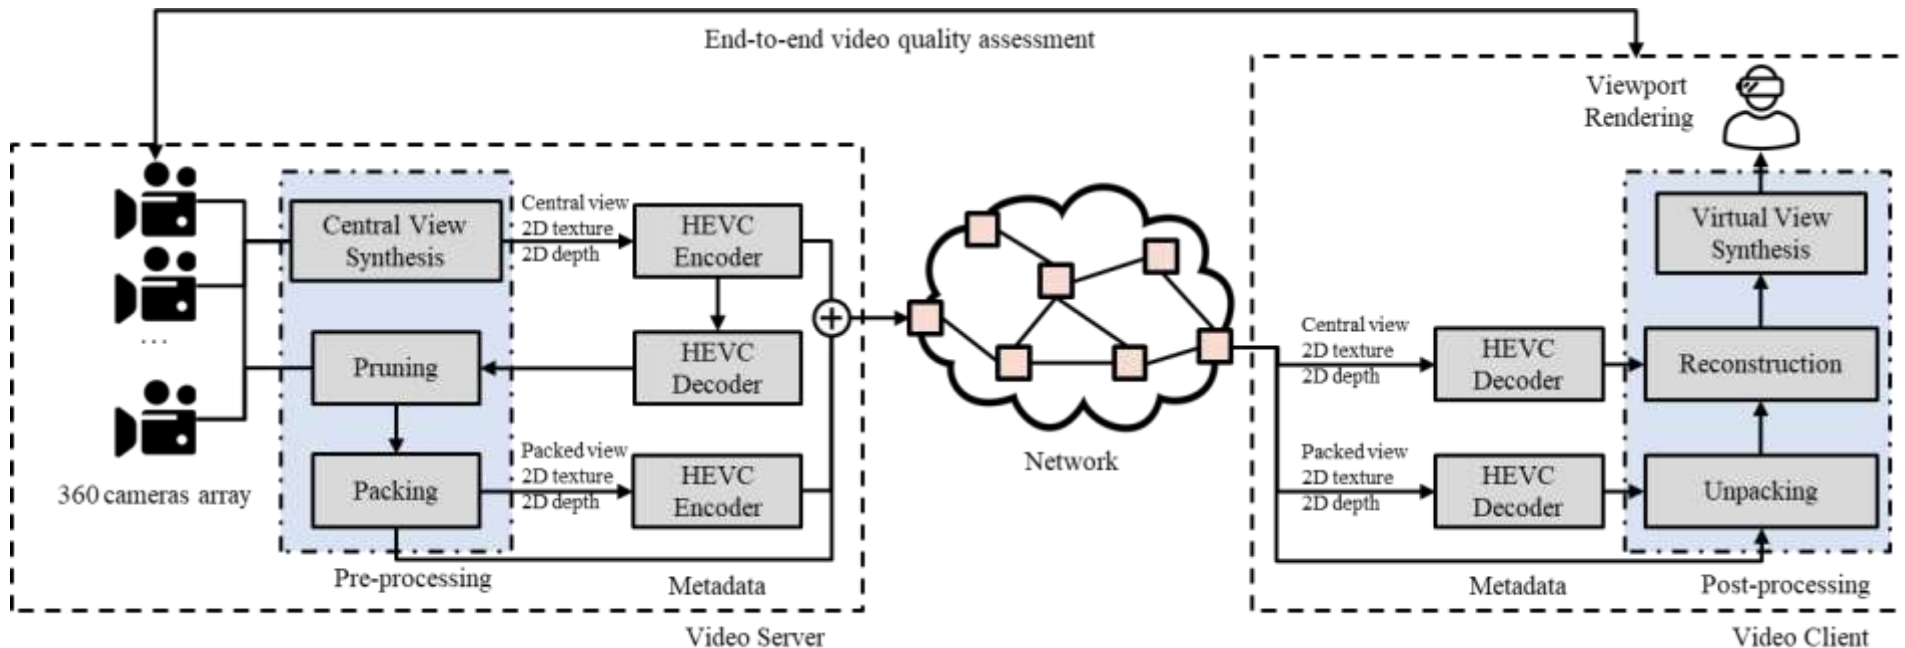 End-to-end video quality assessment
Viewport
Rendering
Central View
Synthesis
Central view
2D texture
2D depth
HEVC
Encoder
...
Pruning
HEVC
Decoder
Packing
Packed view
2D texture
2D depth
HEVC
Encoder
360 cameras array
Pre-processing
Metadata
Video Server
Network
Central view
2D texture
2D depth
HEVC
Decoder
Packed view
2D texture
2D depth
HEVC
Decoder
Virtual View
Synthesis
Reconstruction
Unpacking
Metadata
Post-processing
Video Client